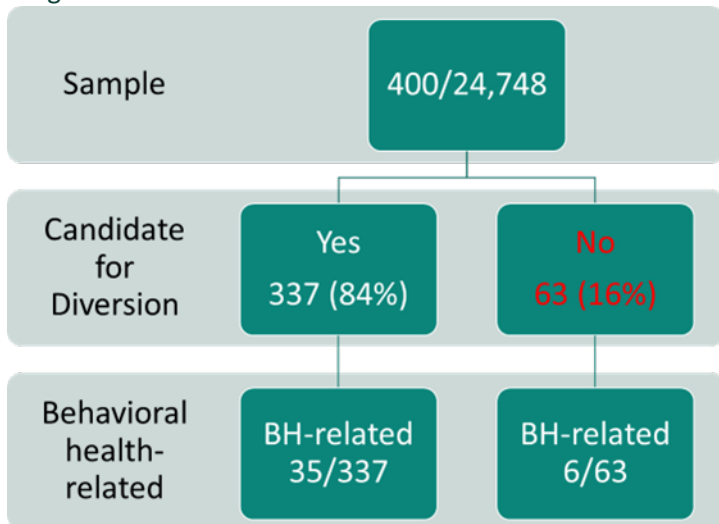 Sample
400/24,748
Candidate
for
Diversion
Yes
337 (84%)
No
63 (16%)
Behavioral
health-
related
BH-related
35/337
BH-related
6/63